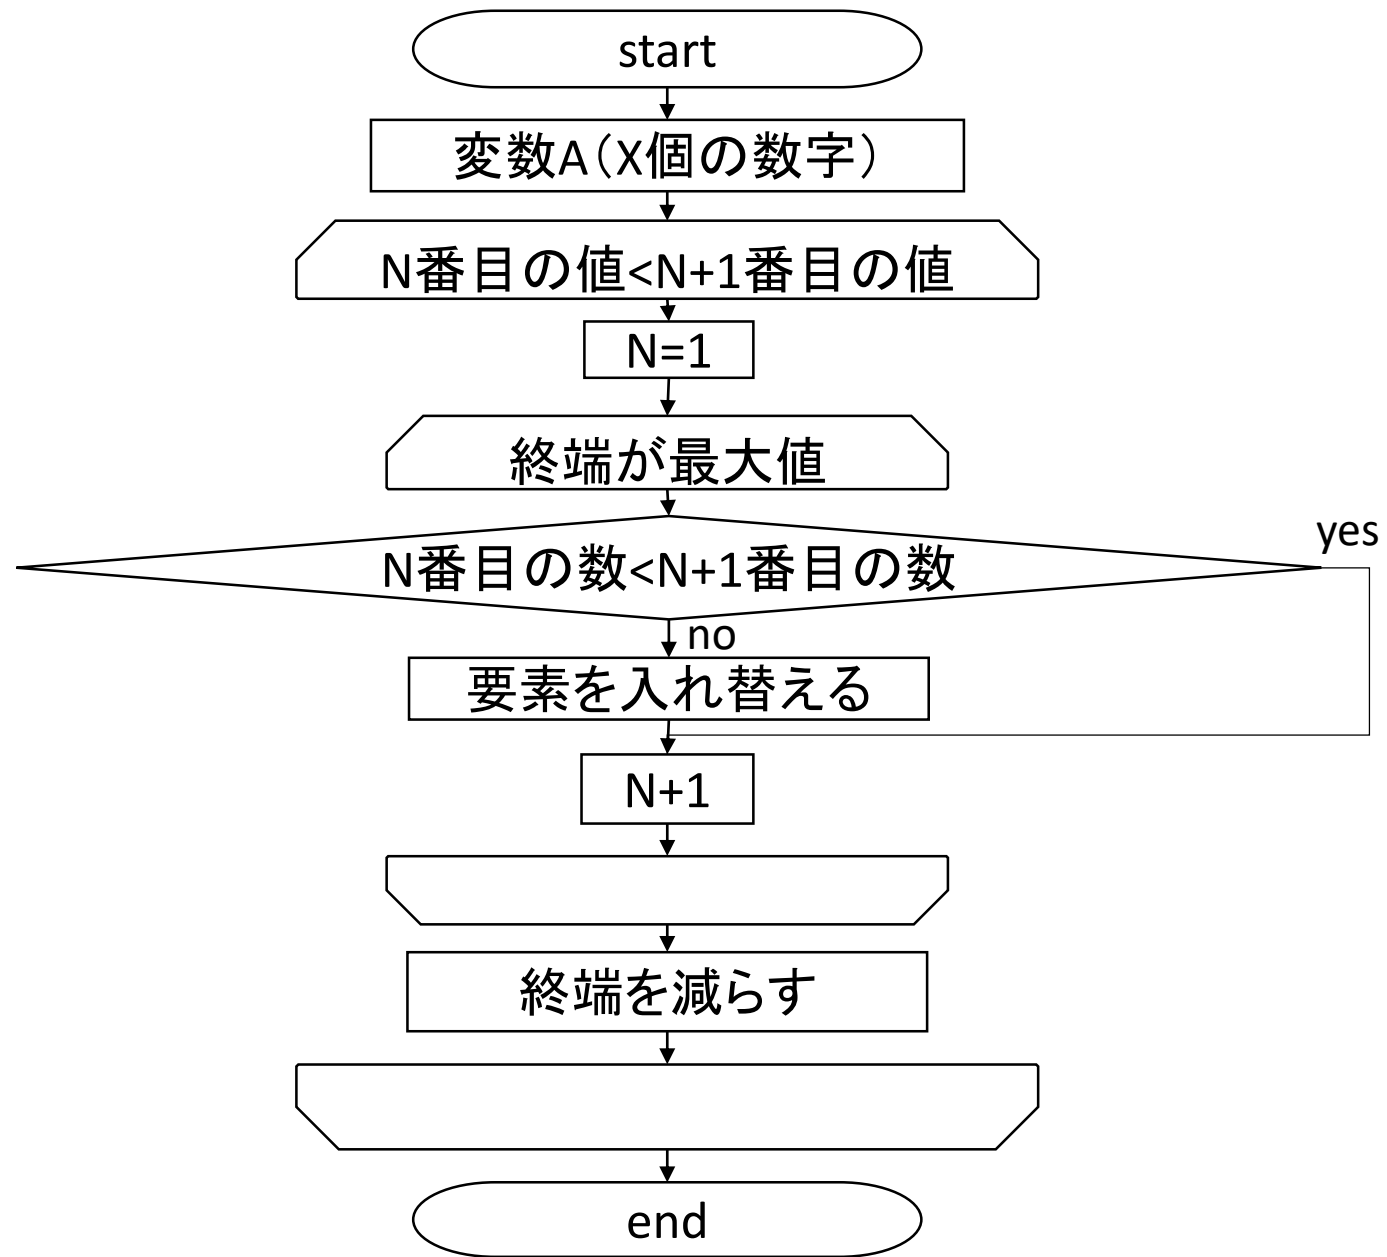 start
変数A（X個の数字）
N番目の値<N+1番目の値
N=1
終端が最大値
yes
N番目の数<N+1番目の数
no
要素を入れ替える
N+1
終端を減らす
end